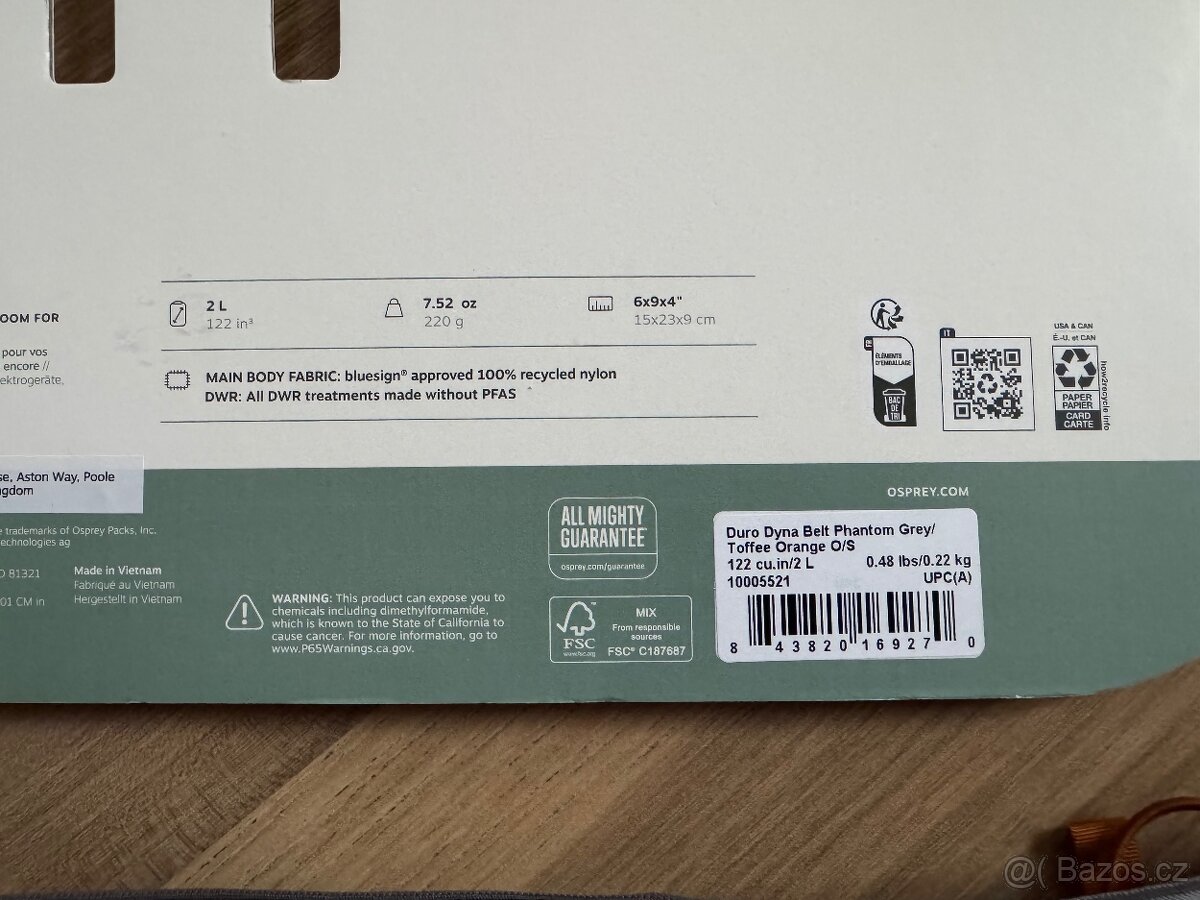 OOM FOR
pour vos
encore //
ektrogeräte,
2 L
122 in³
7.52 oz
220 g
6x9x4"
15x23x9 cm
MAIN BODY FABRIC: bluesign® approved 100% recycled nylon
DWR: All DWR treatments made without PFAS
FR
ÉLÉMENTS
D'EMBALLAGE
BAC
DE
TRI
IT
USA & CAN
É.-U. et CAN
PAPER
PAPIER
CARD
CARTE
how2recycle.info
se, Aston Way, Poole
ngdom
e trademarks of Osprey Packs, Inc.
echnologies ag
O 81321
01 CM in
Made in Vietnam
Fabriqué au Vietnam
Hergestellt in Vietnam
WARNING: This product can expose you to
chemicals including dimethylformamide,
which is known to the State of California to
cause cancer. For more information, go to
www.P65Warnings.ca.gov.
ALL MIGHTY
GUARANTEE™
osprey.com/guarantee
FSC
www.fsc.org
MIX
From responsible
sources
FSC® C187687
OSPREY.COM
Duro Dyna Belt Phantom Grey/
Toffee Orange O/S
122 cu.in/2 L 0.48 lbs/0.22 kg
10005521 UPC(A)
8 43820 16927 0
@( Bazos.cz